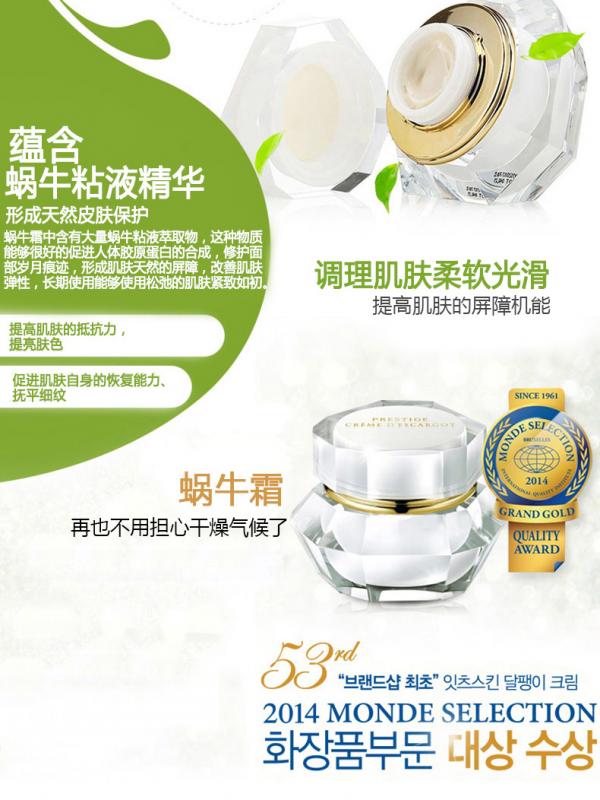 蕴含
蜗牛粘液精华
形成天然皮肤保护
蜗牛霜中含有大量蜗牛粘液萃取物，这种物质
能够很好的促进人体胶原蛋白的合成，修护面
部岁月痕迹，形成肌肤天然的屏障，改善肌肤
弹性，长期使用能够使用松弛的肌肤紧致如初。
提高肌肤的抵抗力，
提亮肤色
促进肌肤自身的恢复能力、
抚平细纹
调理肌肤柔软光滑
提高肌肤的屏障机能
PRESTIGE
CRÈME D'ESCARGOT
SINCE 1961
MONDE SELECTION
BRUSSELS
2014
INTERNATIONAL QUALITY INSTITUTE
GRAND GOLD
QUALITY
AWARD
蜗牛霜
再也不用担心干燥气候了
53rd
“브랜드샵 최초” 잇츠스킨 달팽이 크림
2014 MONDE SELECTION
화장품부문 대상 수상